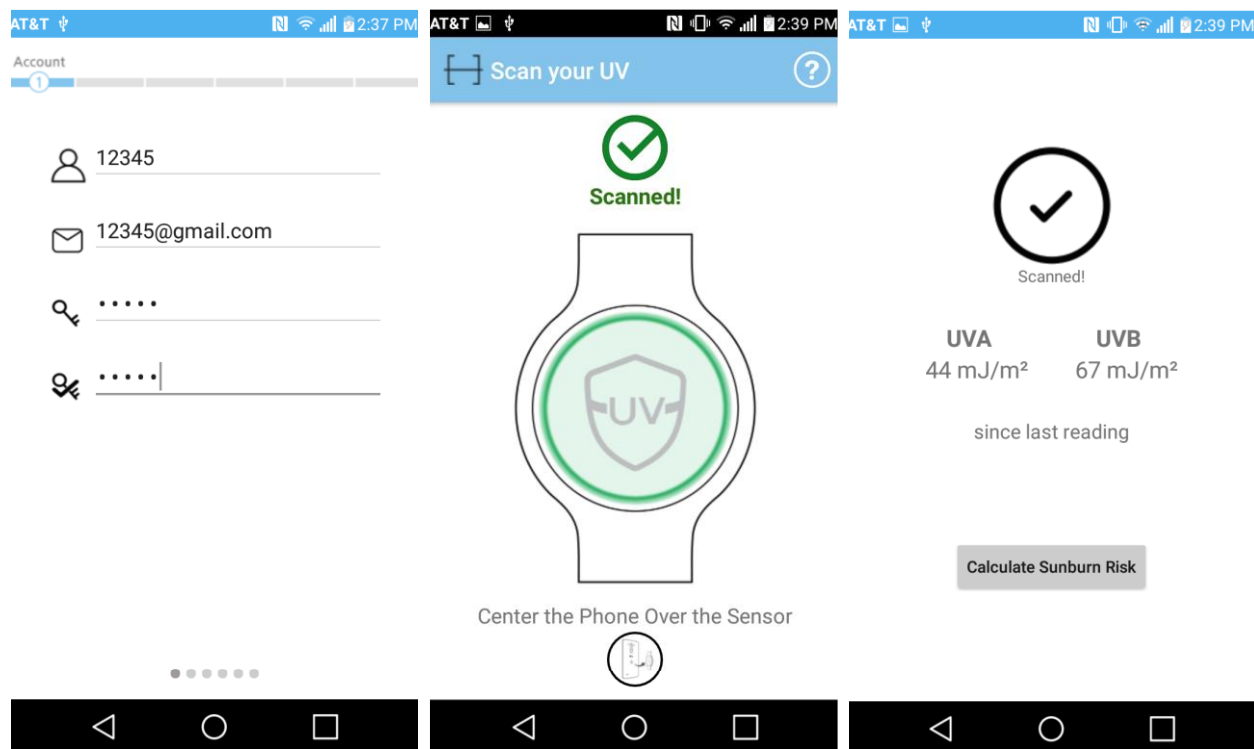 AT&T 2:37 PM
Account
1
12345
12345@gmail.com
•••••
•••••
AT&T 2:39 PM
Scan your UV ?
Scanned!
UV
Center the Phone Over the Sensor
AT&T 2:39 PM
Scanned!
UVA UVB
44 mJ/m² 67 mJ/m²
since last reading
Calculate Sunburn Risk